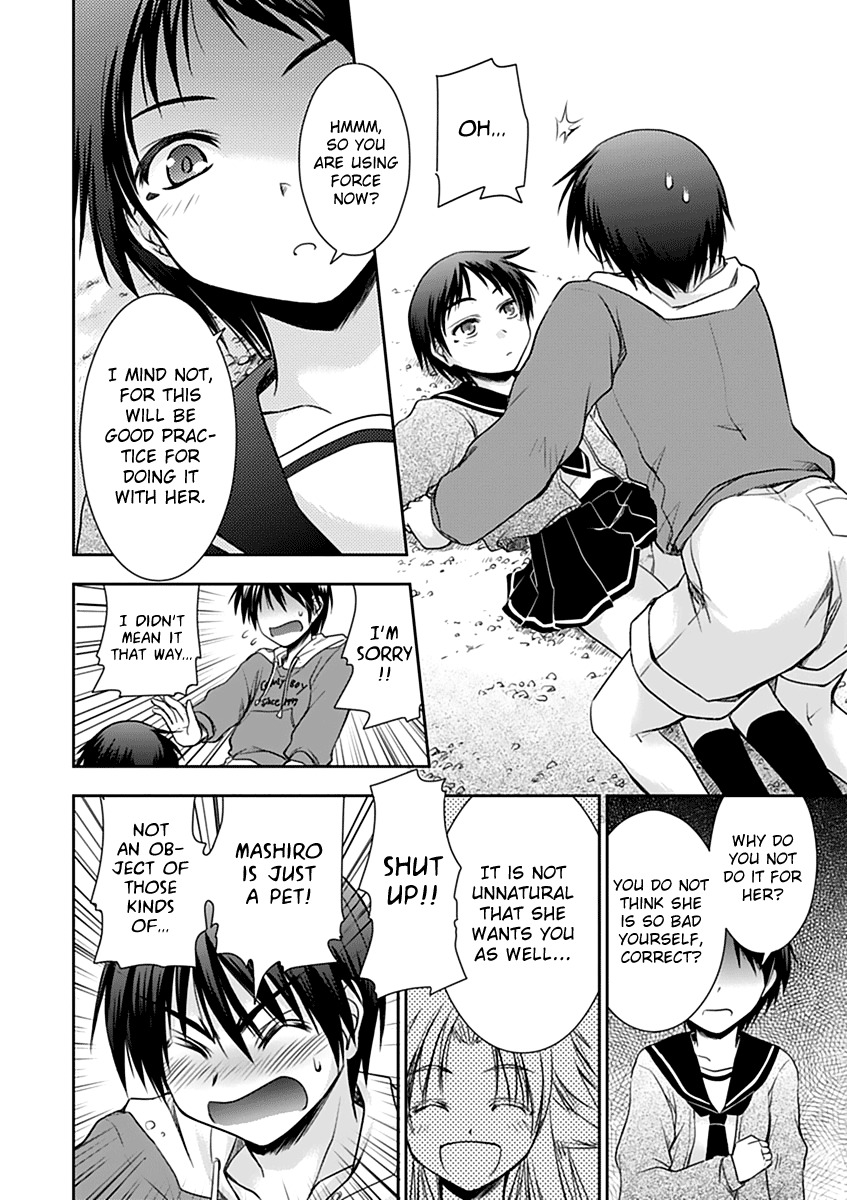 OH...
HMMM,
SO YOU
ARE USING
FORCE
NOW?
I MIND NOT,
FOR THIS
WILL BE
GOOD PRAC-
TICE FOR
DOING IT
WITH HER.
I'M
SORRY
!!
I DIDN'T
MEAN IT
THAT WAY...
WHY DO
YOU NOT
DO IT FOR
HER?
YOU DO NOT
THINK SHE
IS SO BAD
YOURSELF,
CORRECT?
IT IS NOT
UNNATURAL
THAT SHE
WANTS YOU
AS WELL...
SHUT
UP!!
MASHIRO
IS JUST
A PET!
NOT
AN OB-
JECT OF
THOSE
KINDS
OF...